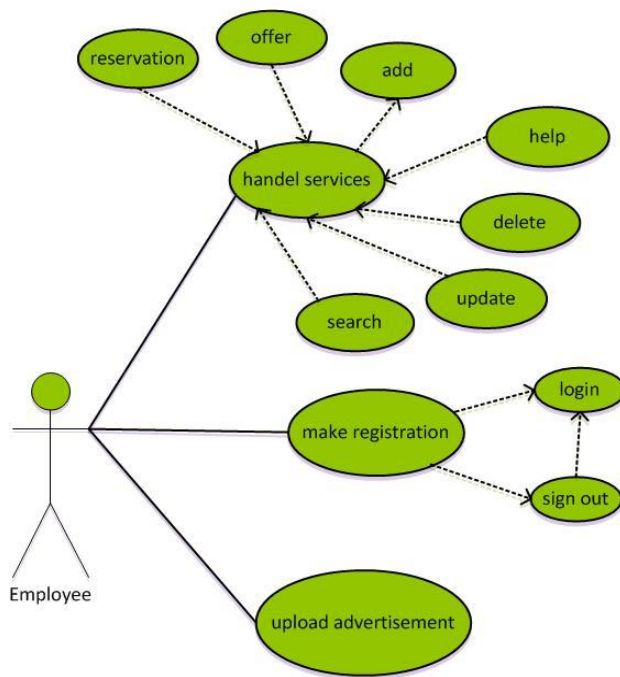 offer
reservation
add
help
handel services
delete
update
search
login
make registration
sign out
Employee
upload advertisement